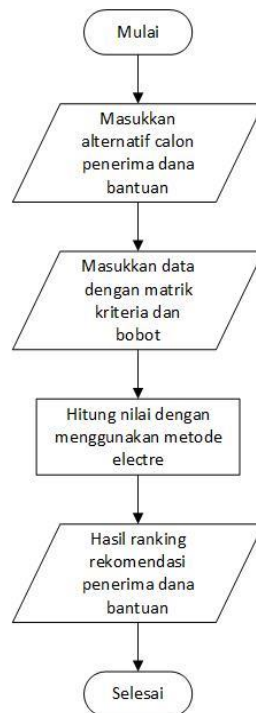 Mulai
Masukkan
alternatif calon
penerima dana
bantuan
Masukkan data
dengan matrik
kriteria dan
bobot
Hitung nilai dengan
menggunakan metode
electre
Hasil ranking
rekomendasi
penerima dana
bantuan
Selesai